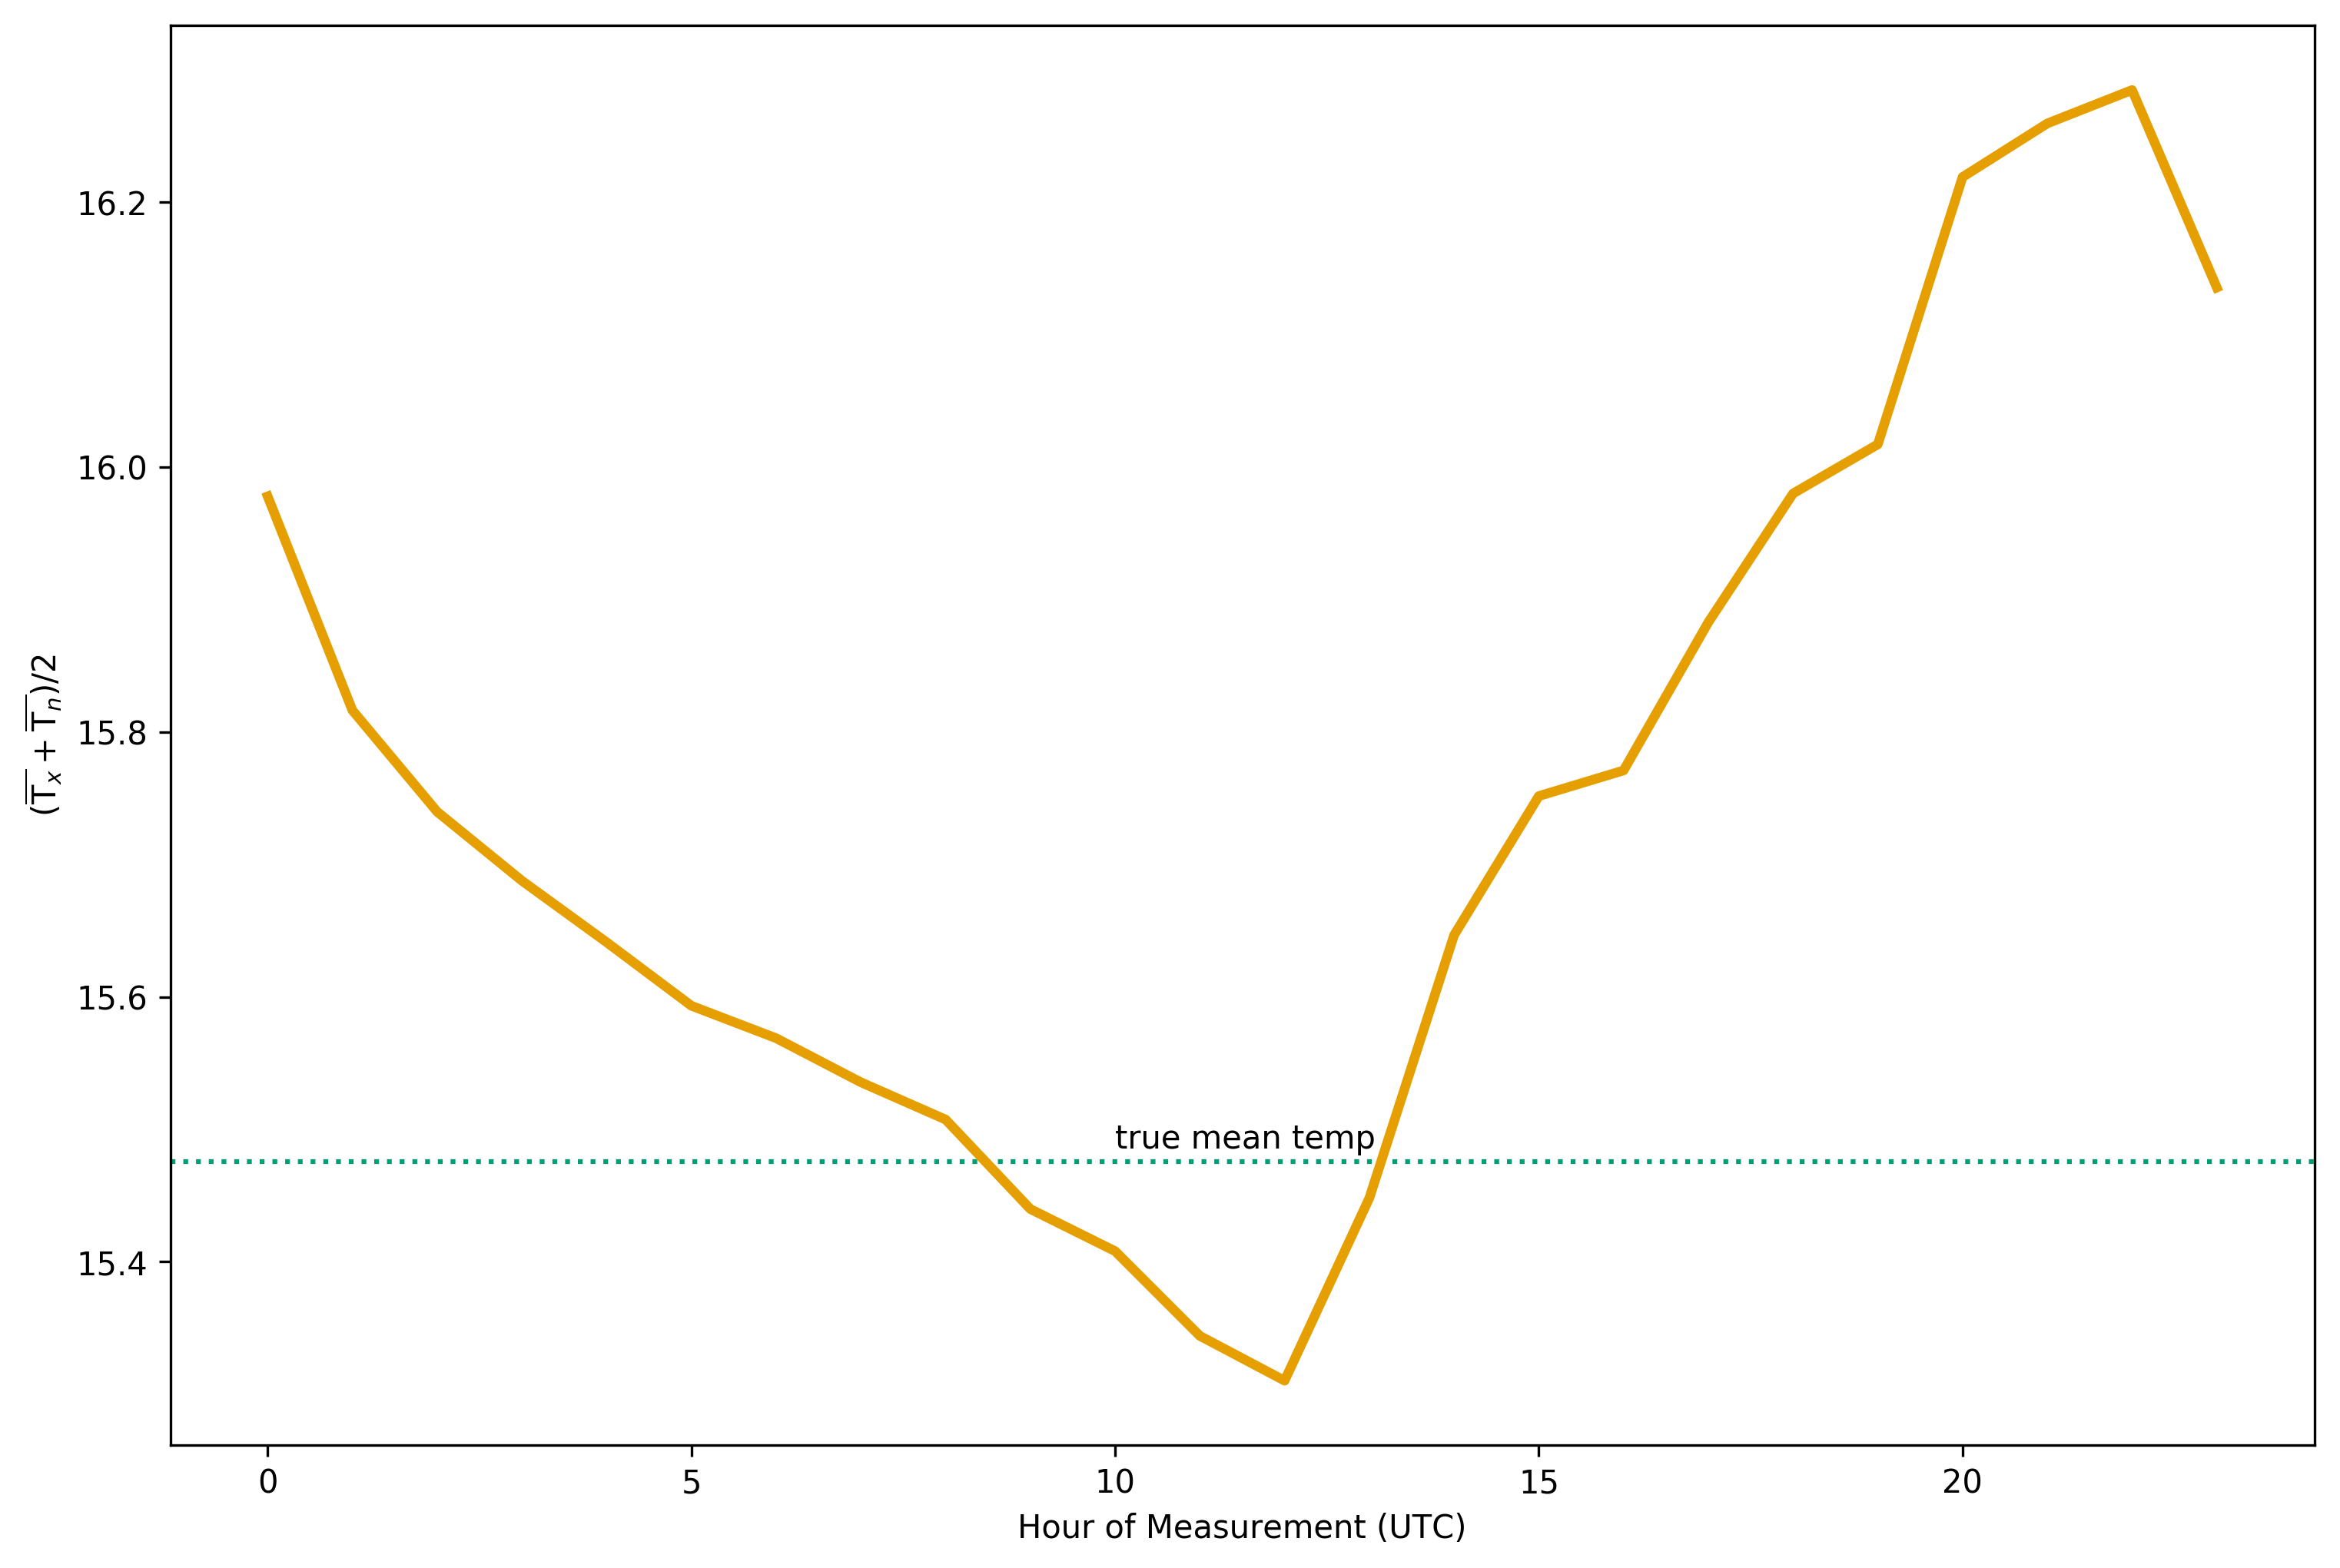 (T̅ₓ + T̅ₙ)/2
16.2
16.0
15.8
15.6
15.4
true mean temp
0 5 10 15 20
Hour of Measurement (UTC)